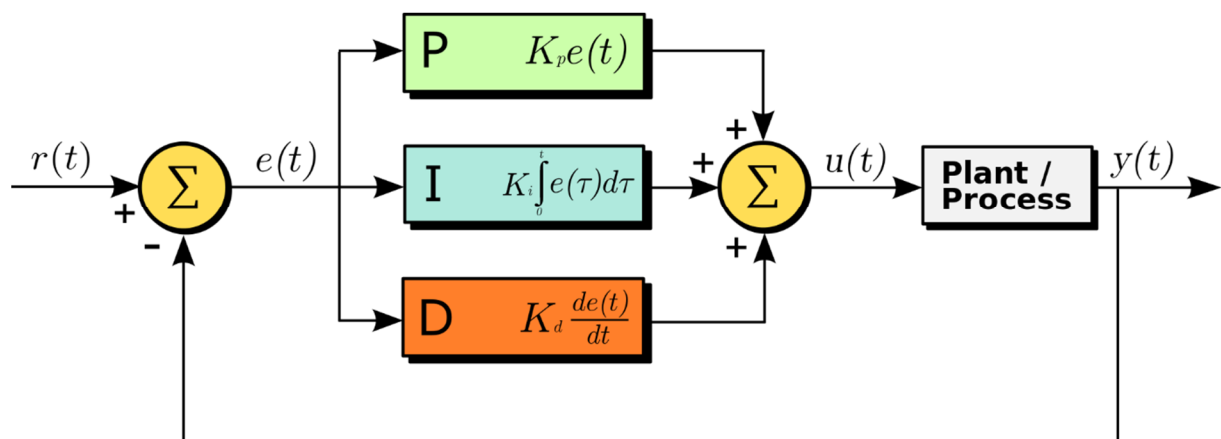 P K_p e(t)
r(t)
+
-
Σ
e(t)
I K_i ∫_0^t e(τ)dτ
D K_d de(t)/dt
+
+
+
Σ
u(t)
Plant /
Process
y(t)